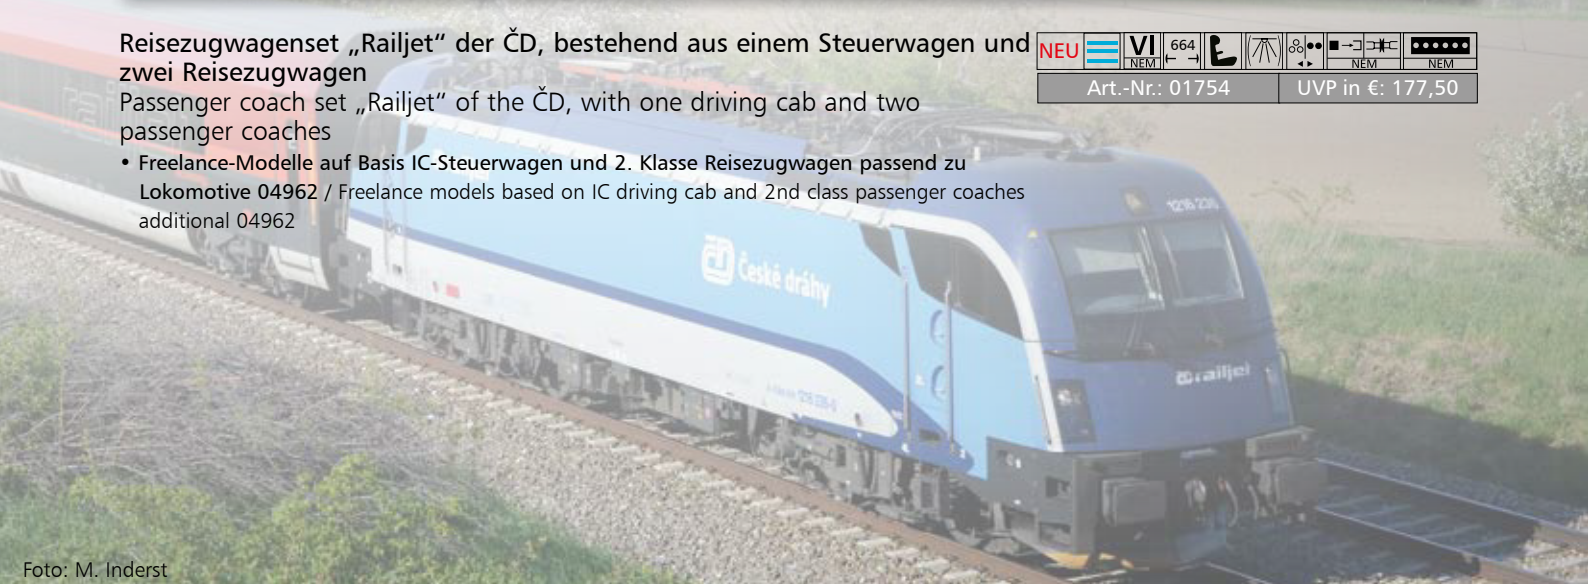 Reisezugwagenset „Railjet“ der ČD, bestehend aus einem Steuerwagen und
zwei Reisezugwagen
Passenger coach set „Railjet“ of the ČD, with one driving cab and two
passenger coaches
• Freelance-Modelle auf Basis IC-Steuerwagen und 2. Klasse Reisezugwagen passend zu
Lokomotive 04962 / Freelance models based on IC driving cab and 2nd class passenger coaches
additional 04962
NEU VI NEM 664 NEM NEM
Art.-Nr.: 01754 UVP in €: 177,50
1216 236
ČD České dráhy
railjet
Foto: M. Inderst